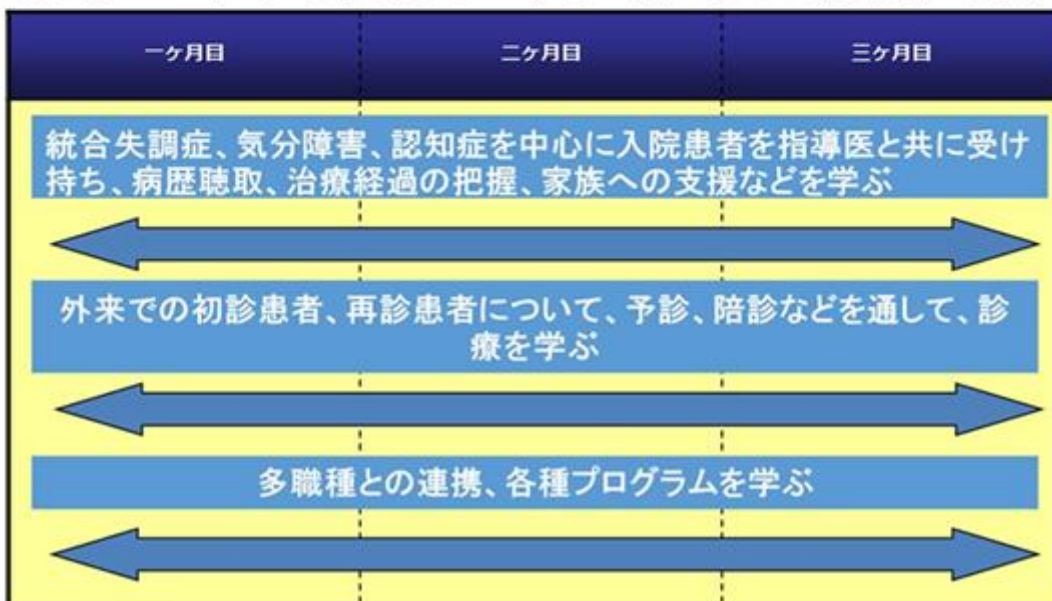 一ヶ月目
二ヶ月目
三ヶ月目
統合失調症、気分障害、認知症を中心に入院患者を指導医と共に受け
持ち、病歴聴取、治療経過の把握、家族への支援などを学ぶ
外来での初診患者、再診患者について、予診、陪診などを通して、診
療を学ぶ
多職種との連携、各種プログラムを学ぶ